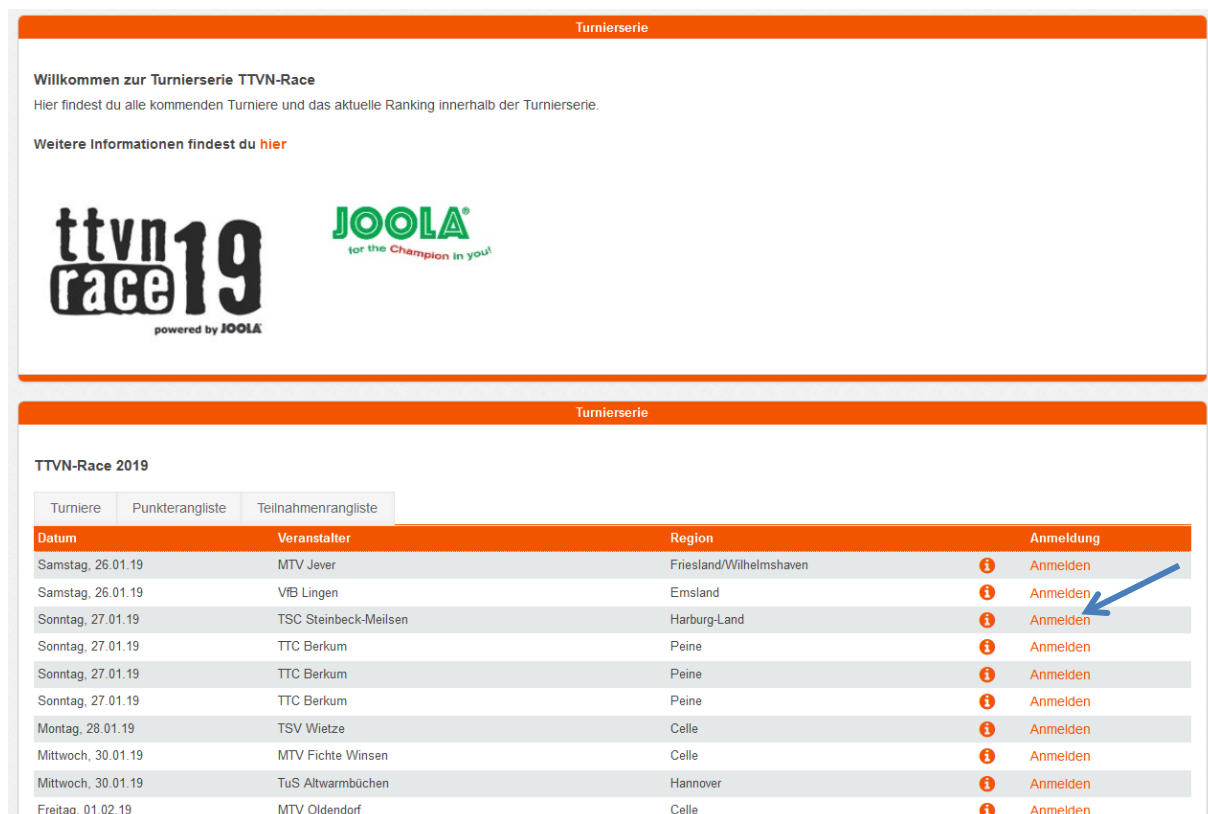 Turnierserie
Willkommen zur Turnierserie TTVN-Race
Hier findest du alle kommenden Turniere und das aktuelle Ranking innerhalb der Turnierserie.
Weitere Informationen findest du hier
ttvn
race 19
powered by JOOLA
JOOLA®
for the Champion in you!
Turnierserie
TTVN-Race 2019
Turniere Punkterangliste Teilnahmenrangliste
Datum Veranstalter Region Anmeldung
Samstag, 26.01.19 MTV Jever Friesland/Wilhelmshaven i Anmelden
Samstag, 26.01.19 VfB Lingen Emsland i Anmelden
Sonntag, 27.01.19 TSC Steinbeck-Meilsen Harburg-Land i Anmelden
Sonntag, 27.01.19 TTC Berkum Peine i Anmelden
Sonntag, 27.01.19 TTC Berkum Peine i Anmelden
Sonntag, 27.01.19 TTC Berkum Peine i Anmelden
Montag, 28.01.19 TSV Wietze Celle i Anmelden
Mittwoch, 30.01.19 MTV Fichte Winsen Celle i Anmelden
Mittwoch, 30.01.19 TuS Altwarmbüchen Hannover i Anmelden
Freitag, 01.02.19 MTV Oldendorf Celle i Anmelden